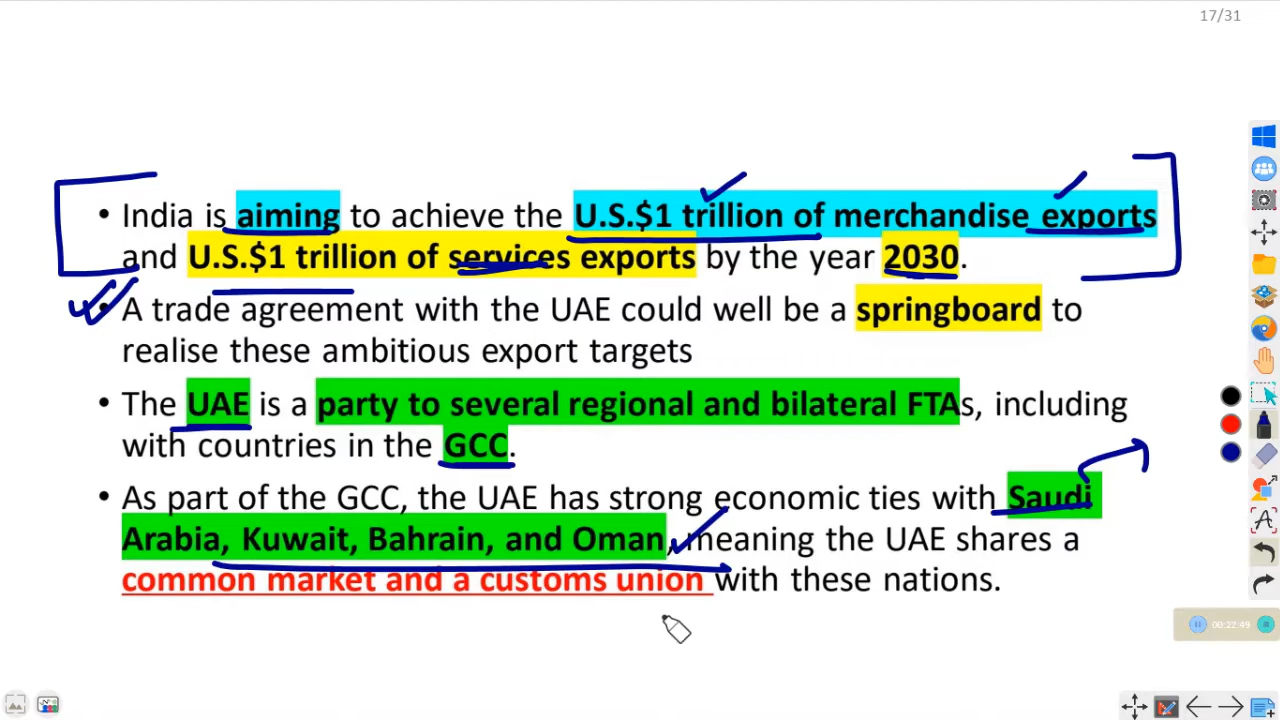 17/31
• India is aiming to achieve the U.S.$1 trillion of merchandise exports
and U.S.$1 trillion of services exports by the year 2030.
• A trade agreement with the UAE could well be a springboard to
realise these ambitious export targets
• The UAE is a party to several regional and bilateral FTAs, including
with countries in the GCC.
• As part of the GCC, the UAE has strong economic ties with Saudi
Arabia, Kuwait, Bahrain, and Oman, meaning the UAE shares a
common market and a customs union with these nations.
00:22:49